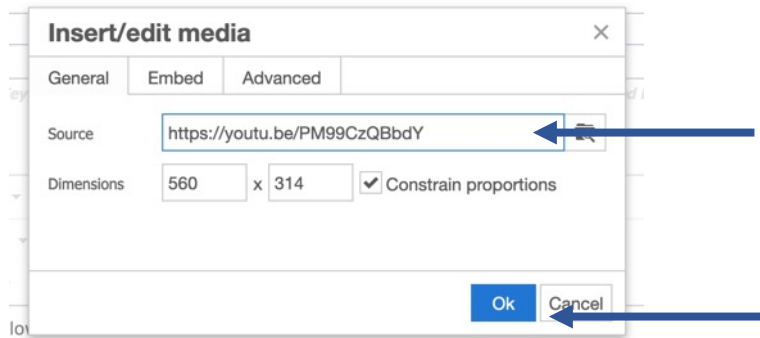 Insert/edit media ×
General Embed Advanced
Source https://youtu.be/PM99CzQBbdY
Dimensions 560 x 314 Constrain proportions
Ok Cancel